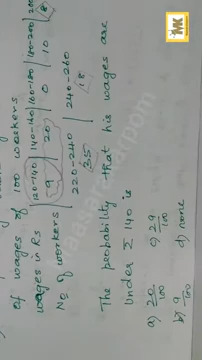 of wages of 100 workers
wages in Rs | 120-140 | 140-160 | 160-180 | 180-200 | 200
No of workers | 9 | 20 | 0 | 10 | 8
220-240 | 240-260
35 | 18
The probability that his wages are
Under ₹ 140 is
a) 20/100 c) 29/100
b) 9/100 d) none
MK